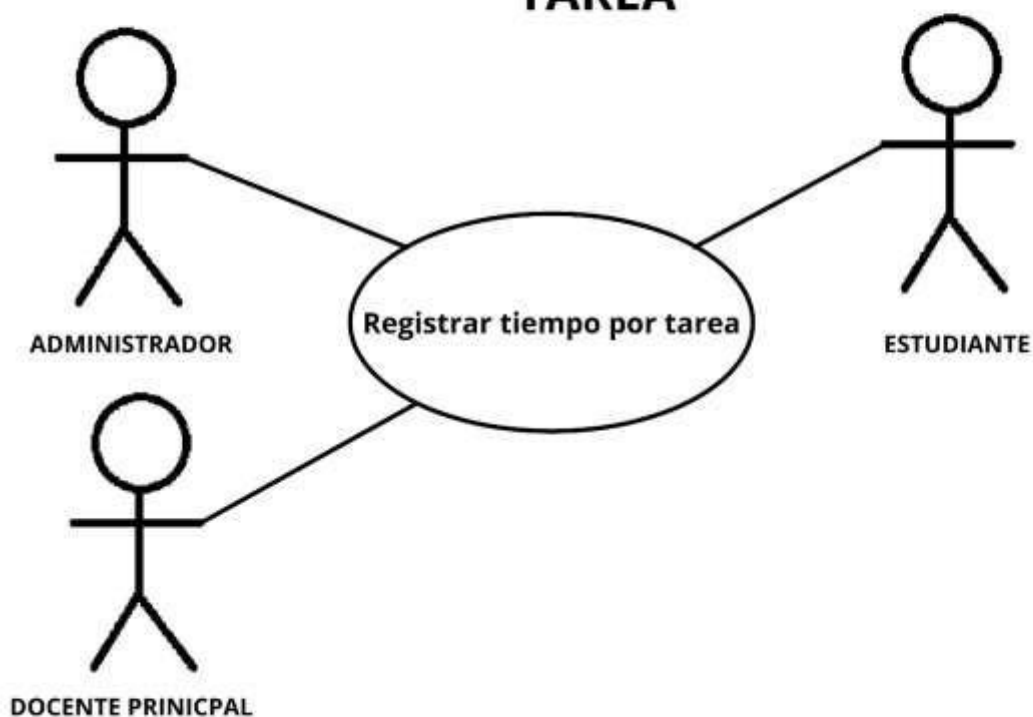 TAREA
Registrar tiempo por tarea
ADMINISTRADOR
ESTUDIANTE
DOCENTE PRINICPAL